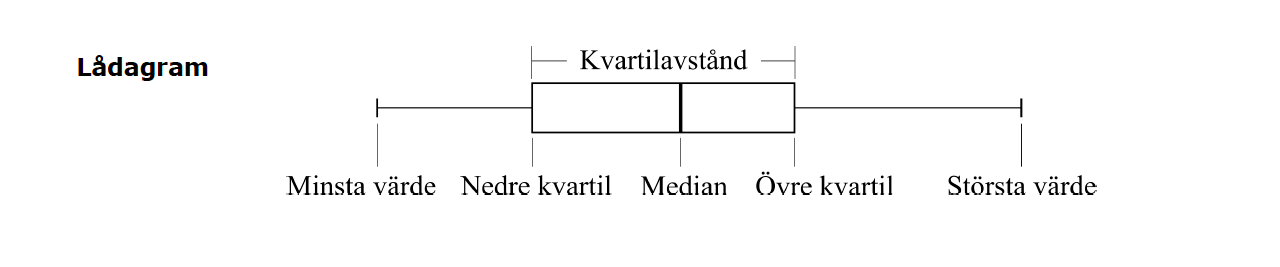 Lådagram
Kvartilavstånd
Minsta värde Nedre kvartil Median Övre kvartil Största värde